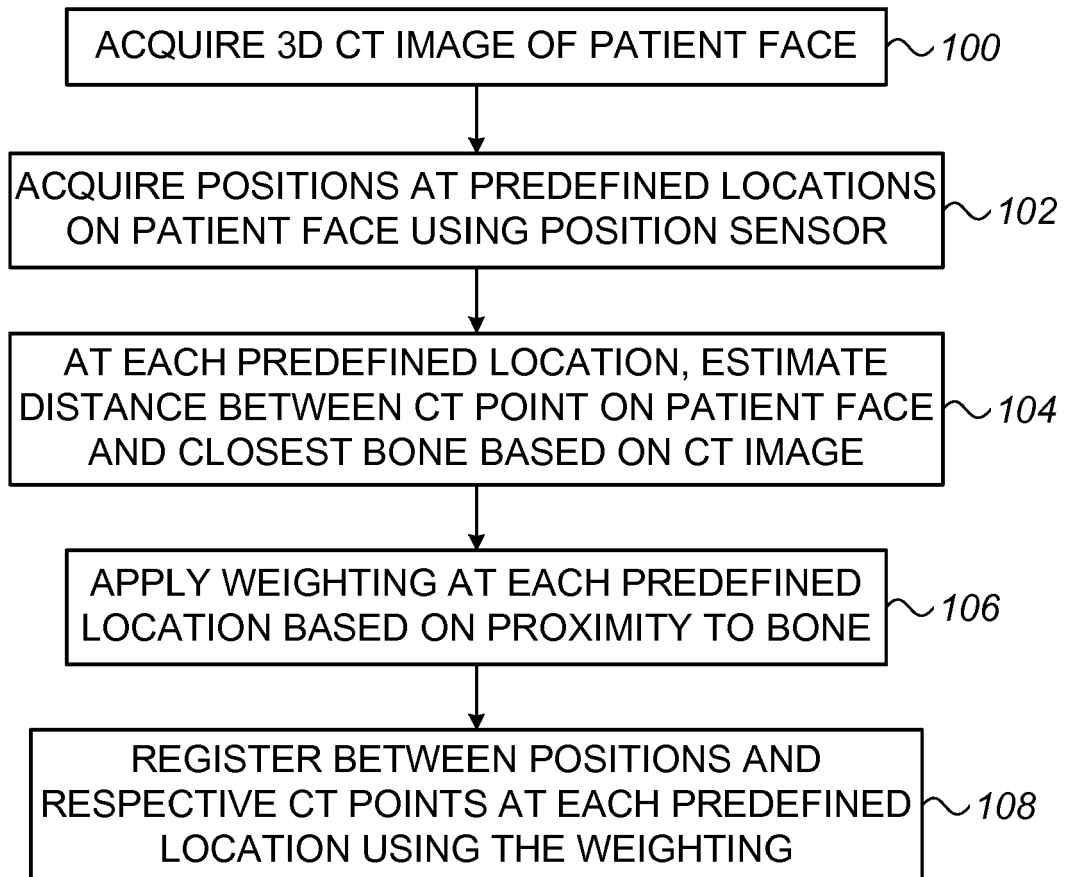 ACQUIRE 3D CT IMAGE OF PATIENT FACE
100
ACQUIRE POSITIONS AT PREDEFINED LOCATIONS
ON PATIENT FACE USING POSITION SENSOR
102
AT EACH PREDEFINED LOCATION, ESTIMATE
DISTANCE BETWEEN CT POINT ON PATIENT FACE
AND CLOSEST BONE BASED ON CT IMAGE
104
APPLY WEIGHTING AT EACH PREDEFINED
LOCATION BASED ON PROXIMITY TO BONE
106
REGISTER BETWEEN POSITIONS AND
RESPECTIVE CT POINTS AT EACH PREDEFINED
LOCATION USING THE WEIGHTING
108